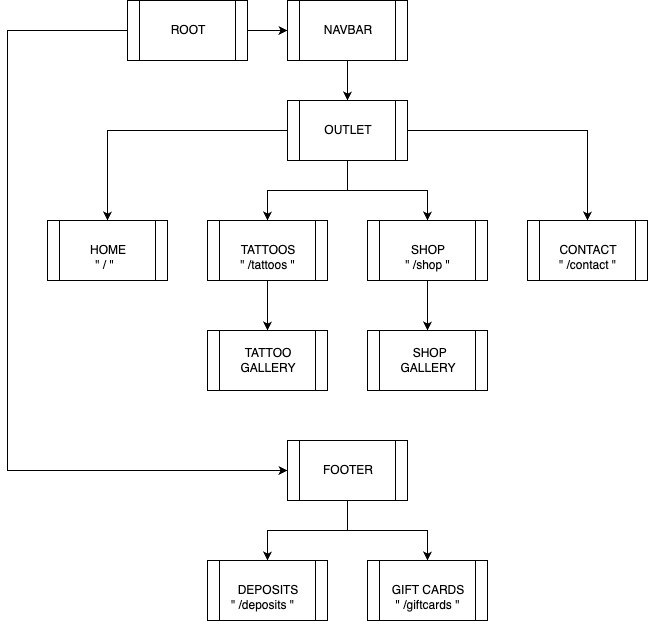 ROOT
NAVBAR
OUTLET
HOME
" / "
TATTOOS
" /tattoos "
SHOP
" /shop "
CONTACT
" /contact "
TATTOO
GALLERY
SHOP
GALLERY
FOOTER
DEPOSITS
" /deposits "
GIFT CARDS
" /giftcards "